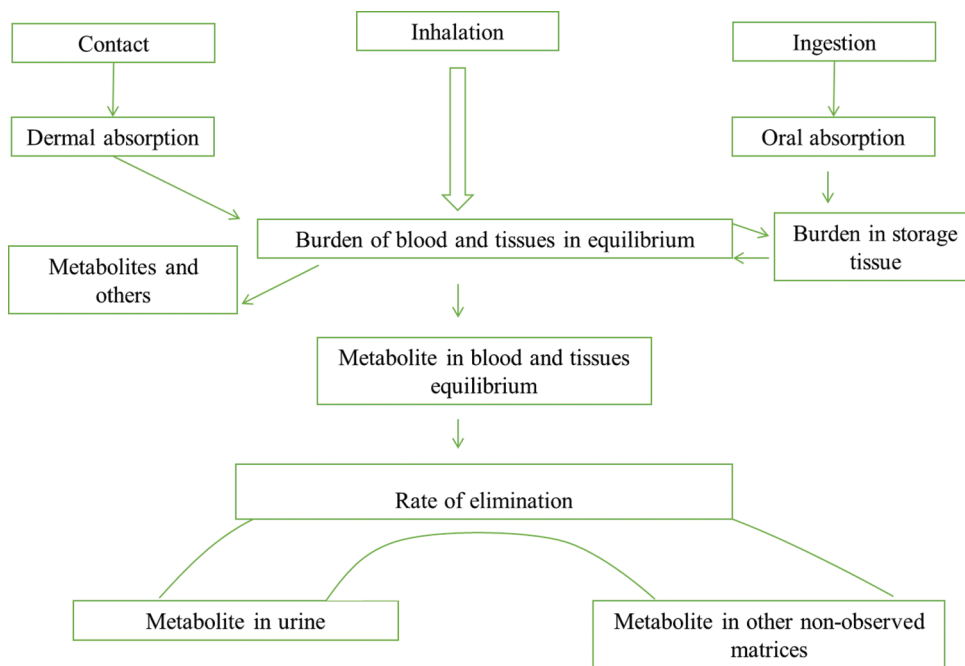 Contact
Inhalation
Ingestion
Dermal absorption
Oral absorption
Burden of blood and tissues in equilibrium
Burden in storage
tissue
Metabolites and
others
Metabolite in blood and tissues
equilibrium
Rate of elimination
Metabolite in urine
Metabolite in other non-observed
matrices